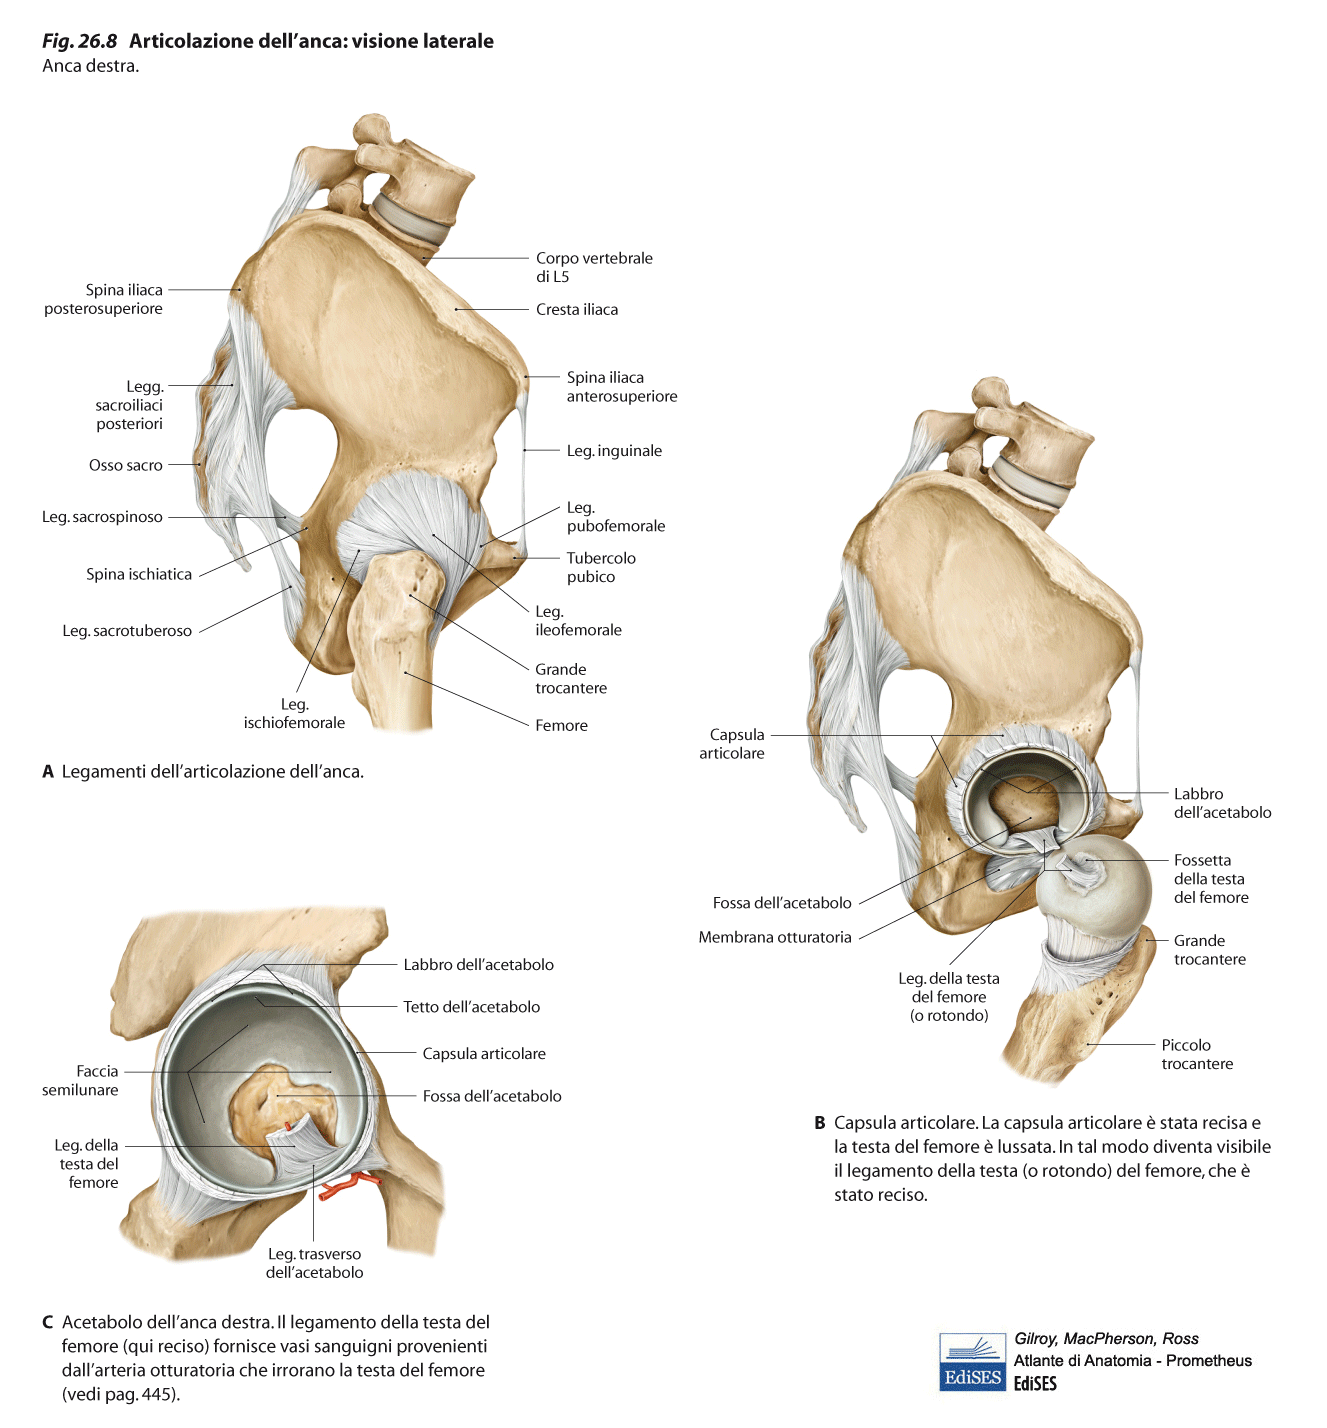 Fig. 26.8 Articolazione dell'anca: visione laterale
Anca destra.
Corpo vertebrale
di L5
Spina iliaca
posterosuperiore
Cresta iliaca
Spina iliaca
anterosuperiore
Legg.
sacroiliaci
posteriori
Leg. inguinale
Osso sacro
Leg. sacrospinoso
Leg.
pubofemorale
Spina ischiatica
Tubercolo
pubico
Leg. sacrotuberoso
Leg.
ileofemorale
Grande
trocantere
Leg.
ischiofemorale
Femore
A Legamenti dell'articolazione dell'anca.
Capsula
articolare
Labbro
dell'acetabolo
Fossetta
della testa
del femore
Fossa dell'acetabolo
Membrana otturatoria
Grande
trocantere
Leg. della testa
del femore
(o rotondo)
Piccolo
trocantere
B Capsula articolare. La capsula articolare è stata recisa e
la testa del femore è lussata. In tal modo diventa visibile
il legamento della testa (o rotondo) del femore, che è
stato reciso.
Labbro dell'acetabolo
Tetto dell'acetabolo
Capsula articolare
Faccia
semilunare
Fossa dell'acetabolo
Leg. della
testa del
femore
Leg. trasverso
dell'acetabolo
C Acetabolo dell'anca destra. Il legamento della testa del
femore (qui reciso) fornisce vasi sanguigni provenienti
dall'arteria otturatoria che irrorano la testa del femore
(vedi pag. 445).
EdiSES
Gilroy, MacPherson, Ross
Atlante di Anatomia - Prometheus
EdiSES